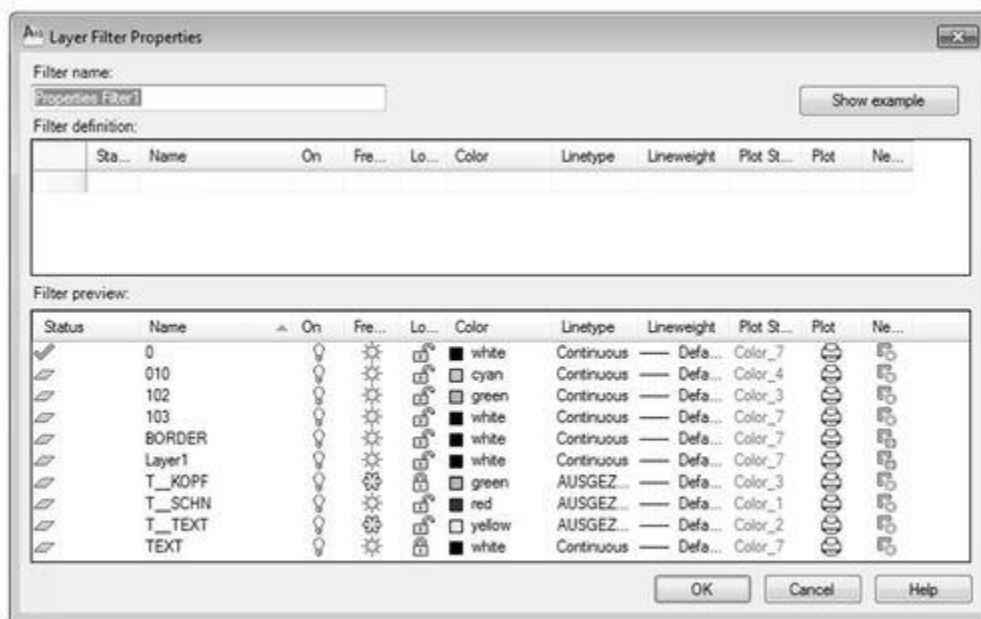 Layer Filter Properties
Filter name:
Properties Filter1
Show example
Filter definition:
Sta... Name On Fre... Lo... Color Linetype Lineweight Plot St... Plot Ne...
Filter preview:
Status Name On Fre... Lo... Color Linetype Lineweight Plot St... Plot Ne...
0 white Continuous Defa... Color_7
010 cyan Continuous Defa... Color_4
102 green Continuous Defa... Color_3
103 white Continuous Defa... Color_7
BORDER white Continuous Defa... Color_7
Layer1 white Continuous Defa... Color_7
T__KOPF green AUSGEZ... Defa... Color_3
T__SCHN red AUSGEZ... Defa... Color_1
T__TEXT yellow AUSGEZ... Defa... Color_2
TEXT white Continuous Defa... Color_7
OK Cancel Help